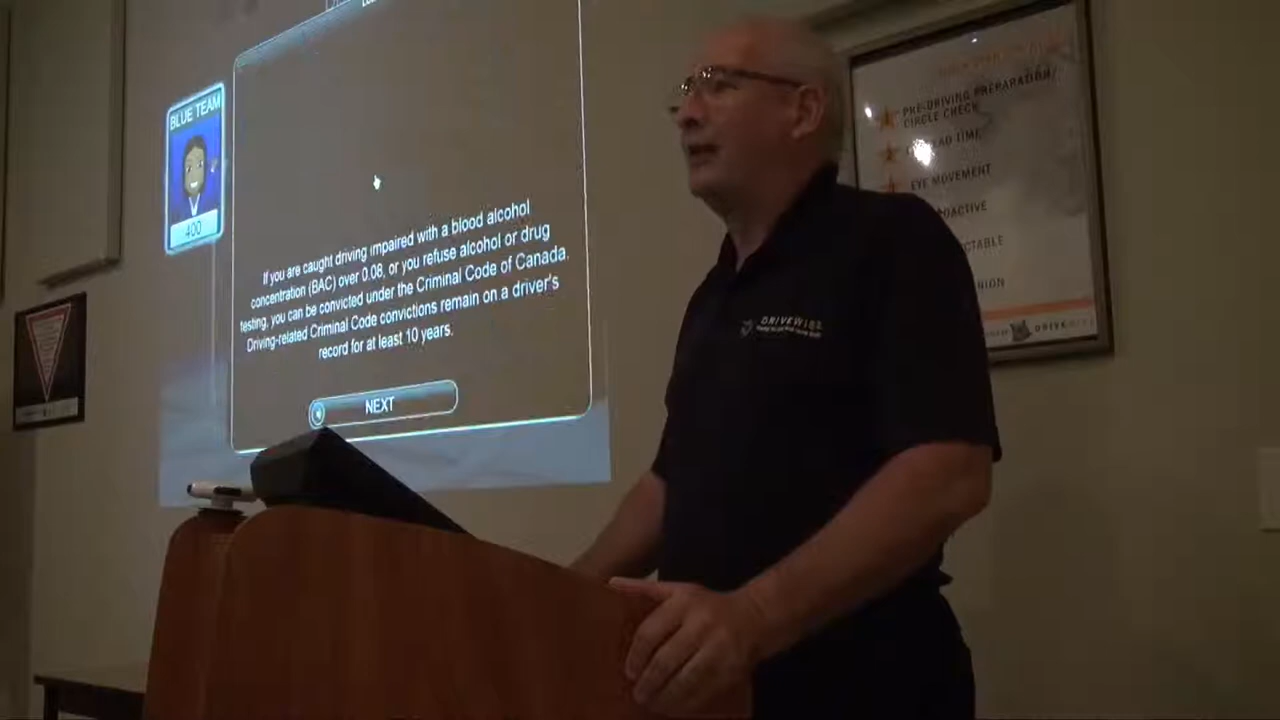 BLUE TEAM
400
If you are caught driving impaired with a blood alcohol
concentration (BAC) over 0.08, or you refuse alcohol or drug
testing, you can be convicted under the Criminal Code of Canada.
Driving-related Criminal Code convictions remain on a driver's
record for at least 10 years.
NEXT
DRIVEWISE
PRE-DRIVING PREPARATION/
CIRCLE CHECK
TIME
EYE MOVEMENT
DRIVEWISE